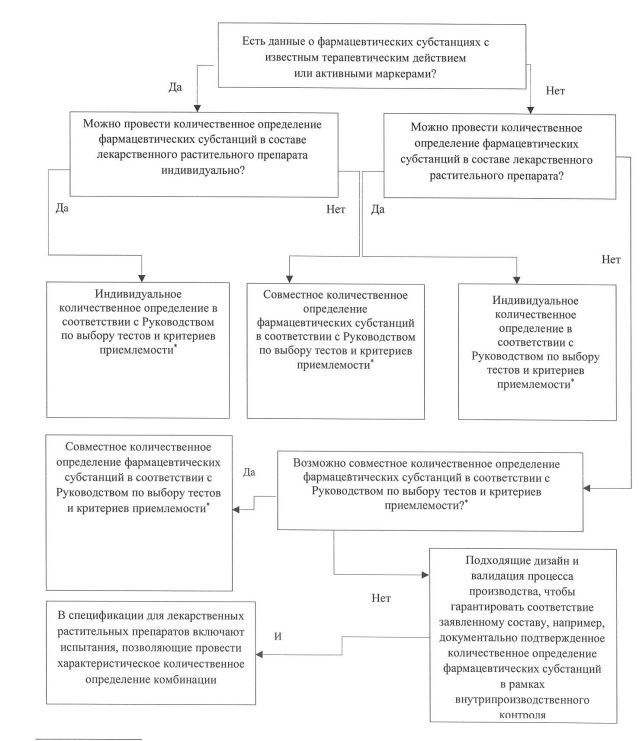 Есть данные о фармацевтических субстанциях с
известным терапевтическим действием
или активными маркерами?
Да
Нет
Можно провести количественное определение
фармацевтических субстанций в составе
лекарственного растительного препарата
индивидуально?
Можно провести количественное
определение фармацевтических
субстанций в составе лекарственного
растительного препарата?
Да
Нет
Да
Нет
Индивидуальное
количественное определение в
соответствии с Руководством
по выбору тестов и критериев
приемлемости*
Совместное количественное
определение
фармацевтических субстанций
в соответствии с Руководством
по выбору тестов и критериев
приемлемости*
Индивидуальное
количественное
определение в
соответствии с
Руководством по выбору
тестов и критериев
приемлемости*
Совместное количественное
определение фармацевтических
субстанций в соответствии с
Руководством по выбору тестов
и критериев приемлемости*
Да
Возможно совместное количественное определение
фармацевтических субстанций в соответствии с
Руководством по выбору тестов и критериев
приемлемости?*
Нет
Подходящие дизайн и
валидация процесса
производства, чтобы
гарантировать соответствие
заявленному составу, например,
документально подтвержденное
количественное определение
фармацевтических субстанций
в рамках
внутрипроизводственного
контроля
И
В спецификации для лекарственных
растительных препаратов включают
испытания, позволяющие провести
характеристическое количественное
определение комбинации